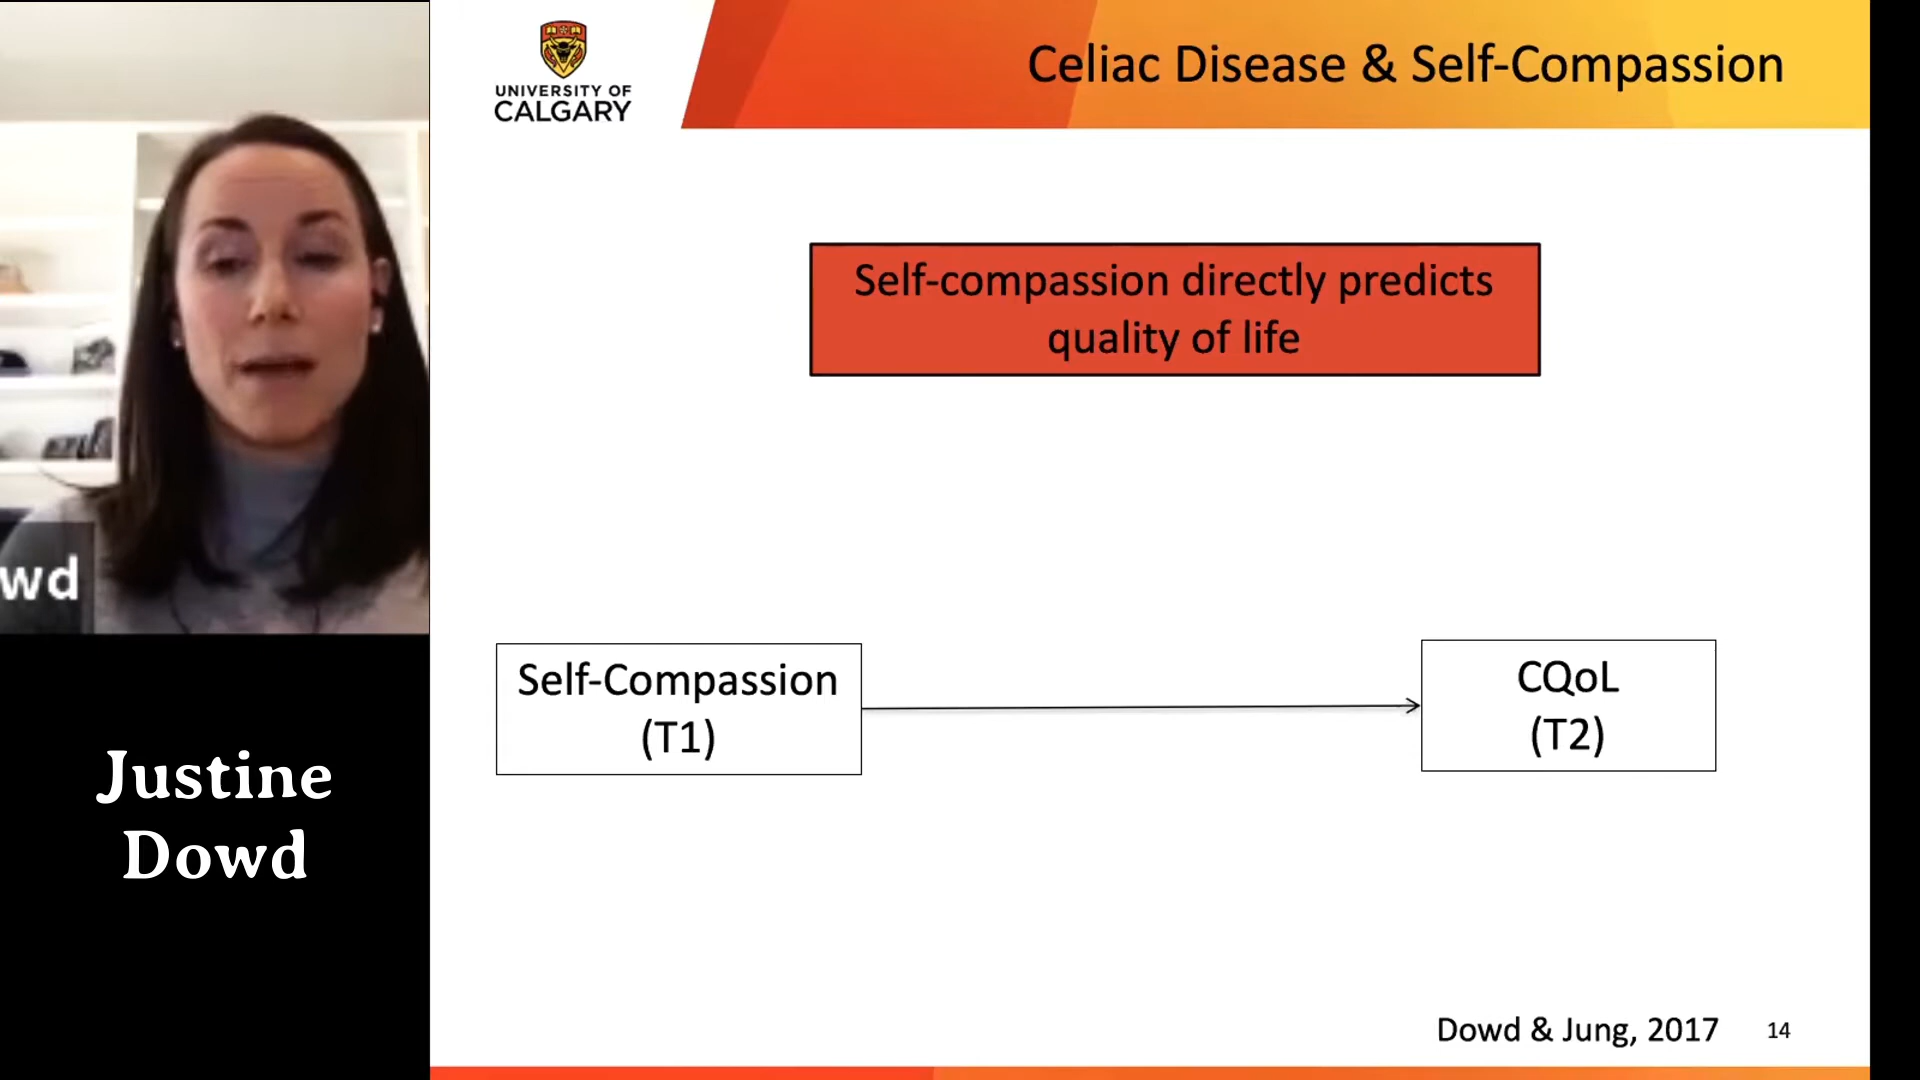 UNIVERSITY OF
CALGARY
Celiac Disease & Self-Compassion
Self-compassion directly predicts
quality of life
wd
Self-Compassion
(T1)
CQoL
(T2)
Justine
Dowd
Dowd & Jung, 2017
14